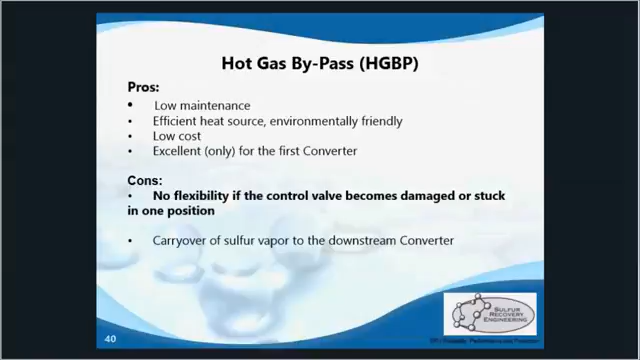 Hot Gas By-Pass (HGBP)
Pros:
• Low maintenance
• Efficient heat source, environmentally friendly
• Low cost
• Excellent (only) for the first Converter
Cons:
• No flexibility if the control valve becomes damaged or stuck
in one position
• Carryover of sulfur vapor to the downstream Converter
SULFUR
RECOVERY
ENGINEERING
40